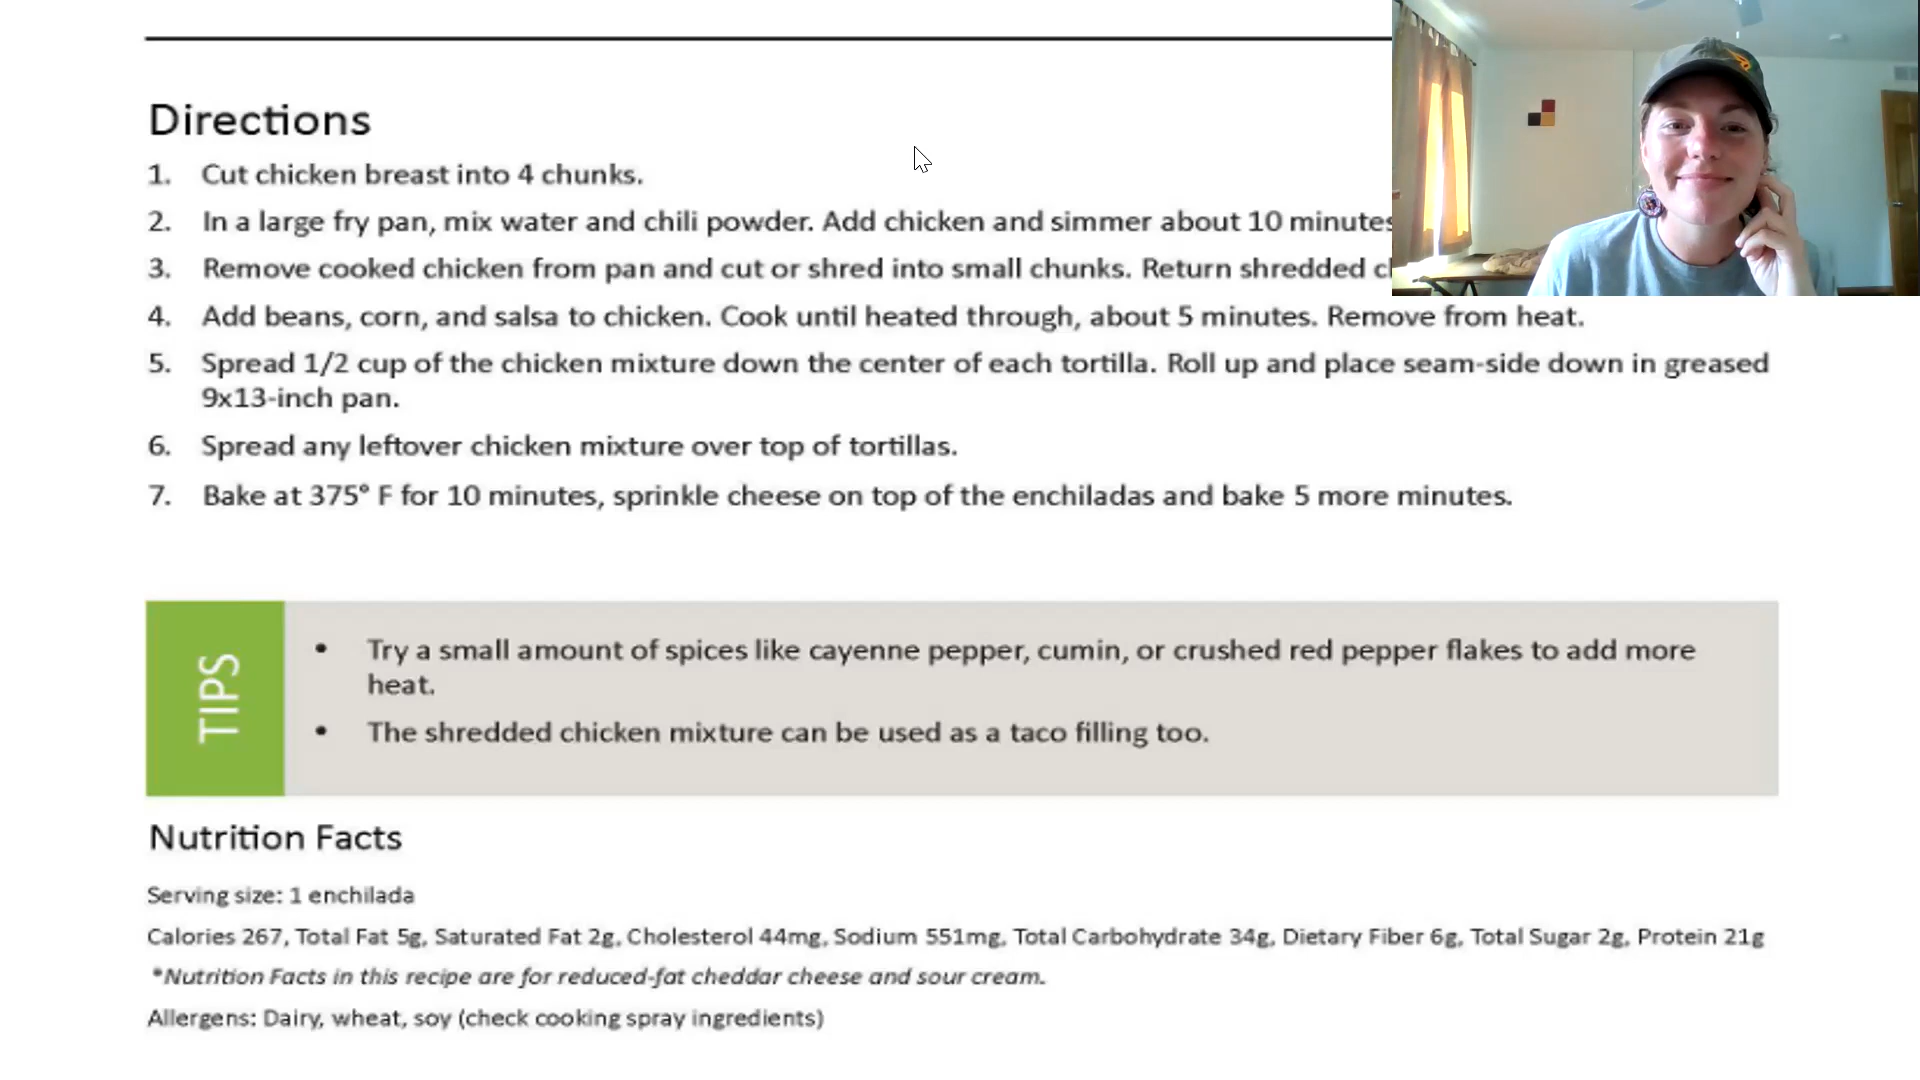 Directions
1. Cut chicken breast into 4 chunks.
2. In a large fry pan, mix water and chili powder. Add chicken and simmer about 10 minutes
3. Remove cooked chicken from pan and cut or shred into small chunks. Return shredded
4. Add beans, corn, and salsa to chicken. Cook until heated through, about 5 minutes. Remove from heat.
5. Spread 1/2 cup of the chicken mixture down the center of each tortilla. Roll up and place seam-side down in greased
9x13-inch pan.
6. Spread any leftover chicken mixture over top of tortillas.
7. Bake at 375° F for 10 minutes, sprinkle cheese on top of the enchiladas and bake 5 more minutes.
TIPS
• Try a small amount of spices like cayenne pepper, cumin, or crushed red pepper flakes to add more
heat.
• The shredded chicken mixture can be used as a taco filling too.
Nutrition Facts
Serving size: 1 enchilada
Calories 267, Total Fat 5g, Saturated Fat 2g, Cholesterol 44mg, Sodium 551mg, Total Carbohydrate 34g, Dietary Fiber 6g, Total Sugar 2g, Protein 21g
*Nutrition Facts in this recipe are for reduced-fat cheddar cheese and sour cream.
Allergens: Dairy, wheat, soy (check cooking spray ingredients)